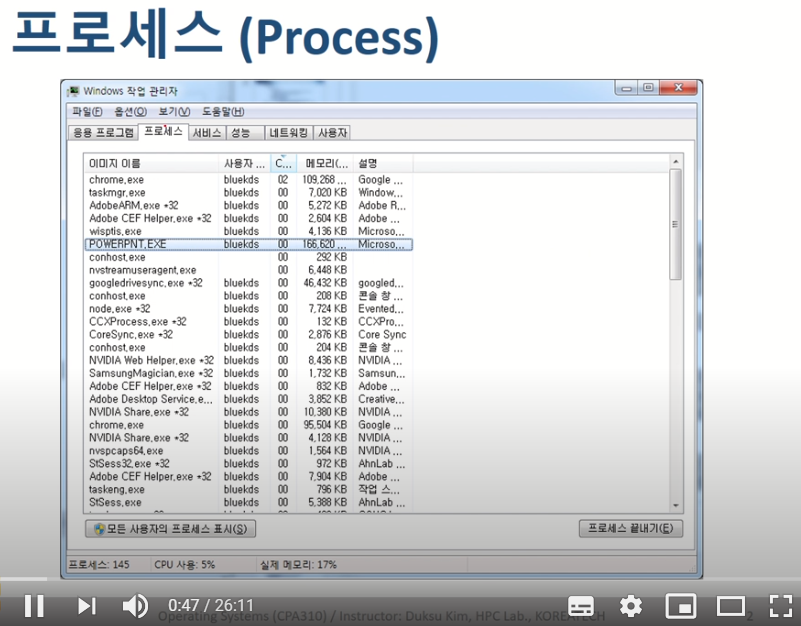 프로세스 (Process)
Windows 작업 관리자
파일(F) 옵션(O) 보기(V) 도움말(H)
응용 프로그램 프로세스 서비스 성능 네트워킹 사용자
이미지 이름 사용자 ... C... 메모리(... 설명
chrome.exe bluekds 02 109,268 ... Google ...
taskmgr.exe bluekds 00 7,020 KB Window...
AdobeARM.exe *32 bluekds 00 5,272 KB Adobe R...
Adobe CEF Helper.exe *32 bluekds 00 2,604 KB Adobe ...
wisptis.exe bluekds 00 4,136 KB Microso...
POWERPNT.EXE bluekds 00 166,620 ... Microso...
conhost.exe 00 292 KB
nvstreamuseragent.exe 00 6,448 KB
googledrivesync.exe *32 bluekds 00 46,432 KB googled...
conhost.exe bluekds 00 208 KB 콘솔 창 ...
node.exe *32 bluekds 00 7,724 KB Evented...
CCXProcess.exe *32 bluekds 00 132 KB CCXPro...
CoreSync.exe *32 bluekds 00 2,876 KB Core Sync
conhost.exe bluekds 00 204 KB 콘솔 창 ...
NVIDIA Web Helper.exe *32 bluekds 00 8,436 KB NVIDIA ...
SamsungMagician.exe *32 bluekds 00 1,732 KB Samsun...
Adobe CEF Helper.exe *32 bluekds 00 832 KB Adobe ...
Adobe Desktop Service.e... bluekds 00 3,852 KB Creative...
NVIDIA Share.exe *32 bluekds 00 10,380 KB NVIDIA ...
chrome.exe bluekds 00 95,504 KB Google ...
NVIDIA Share.exe *32 bluekds 00 4,128 KB NVIDIA ...
nvspcaps64.exe bluekds 00 1,564 KB NVIDIA ...
StSess32.exe *32 bluekds 00 972 KB AhnLab ...
Adobe CEF Helper.exe *32 bluekds 00 7,904 KB Adobe ...
taskeng.exe bluekds 00 796 KB 작업 스...
StSess.exe bluekds 00 5,388 KB AhnLab ...
모든 사용자의 프로세스 표시(S) 프로세스 끝내기(E)
프로세스: 145 CPU 사용: 5% 실제 메모리: 17%
0:47 / 26:11
Operating Systems (CPA310) / Instructor: Duksu Kim, HPC Lab., KOREATECH 2